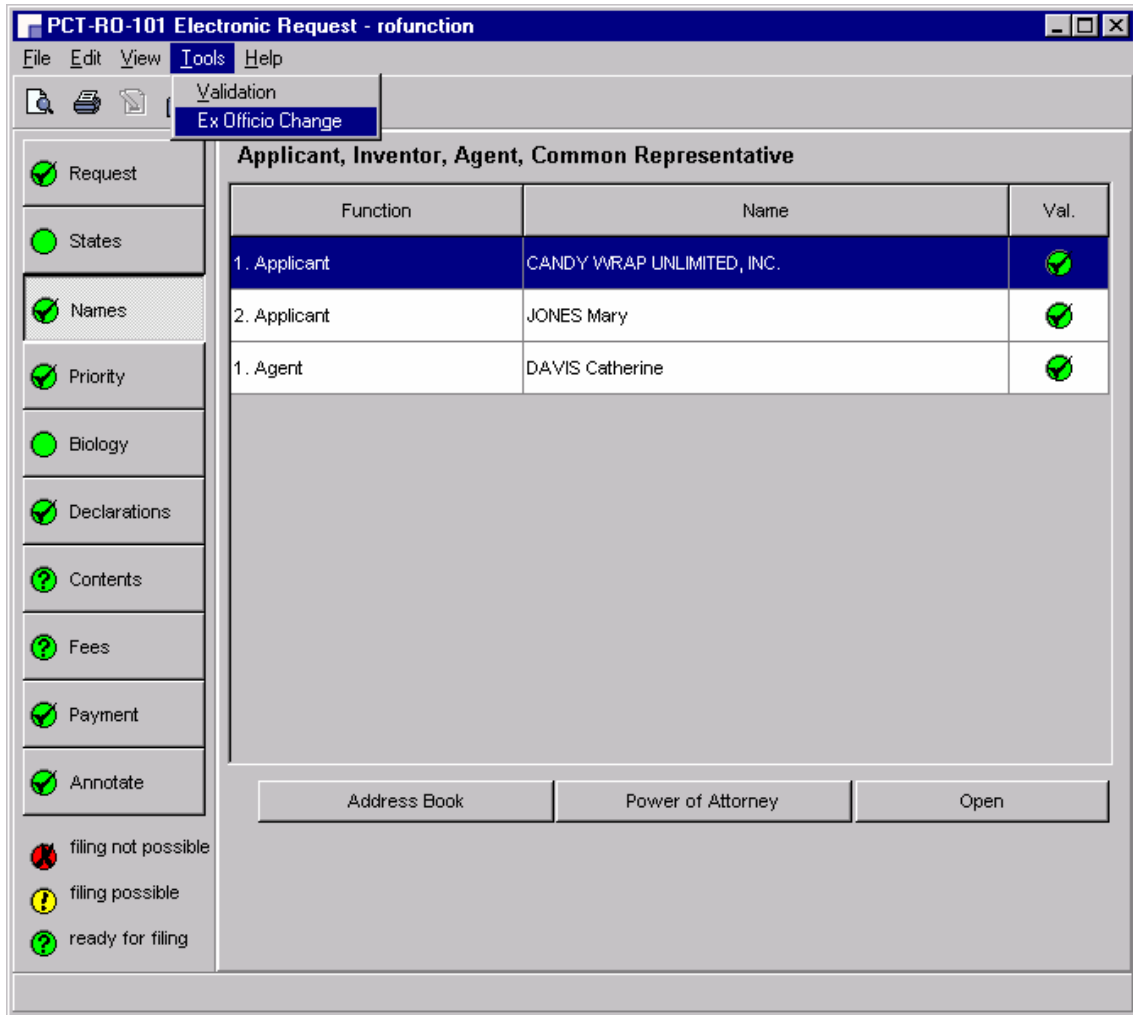 PCT-RO-101 Electronic Request - rofunction
File Edit View Tools Help
Validation
Ex Officio Change
Applicant, Inventor, Agent, Common Representative
Request
States
Names
Priority
Biology
Declarations
Contents
Fees
Payment
Annotate
filing not possible
filing possible
ready for filing
Function Name Val.
1. Applicant CANDY WRAP UNLIMITED, INC.
2. Applicant JONES Mary
1. Agent DAVIS Catherine
Address Book Power of Attorney Open